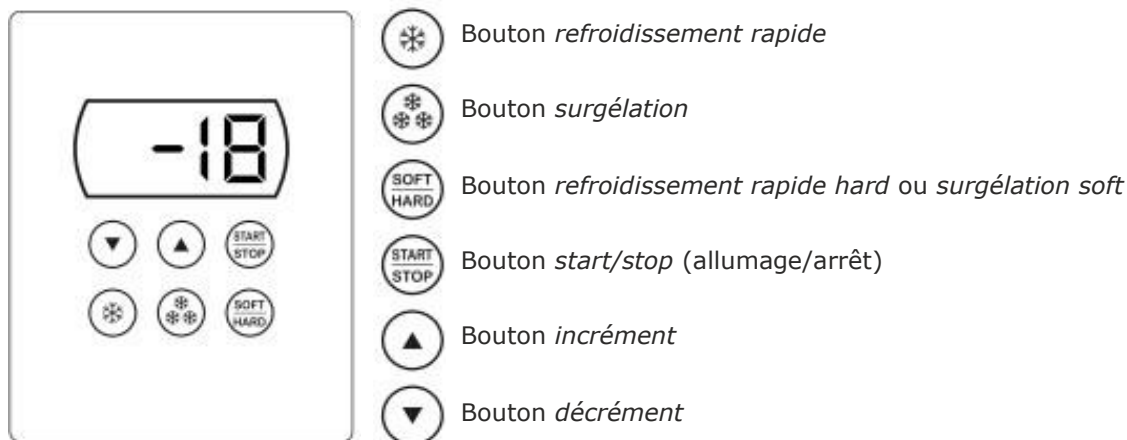 -18
START
STOP
SOFT
HARD
Bouton refroidissement rapide
Bouton surgélation
SOFT
HARD
Bouton refroidissement rapide hard ou surgélation soft
START
STOP
Bouton start/stop (allumage/arrêt)
Bouton incrément
Bouton décrément